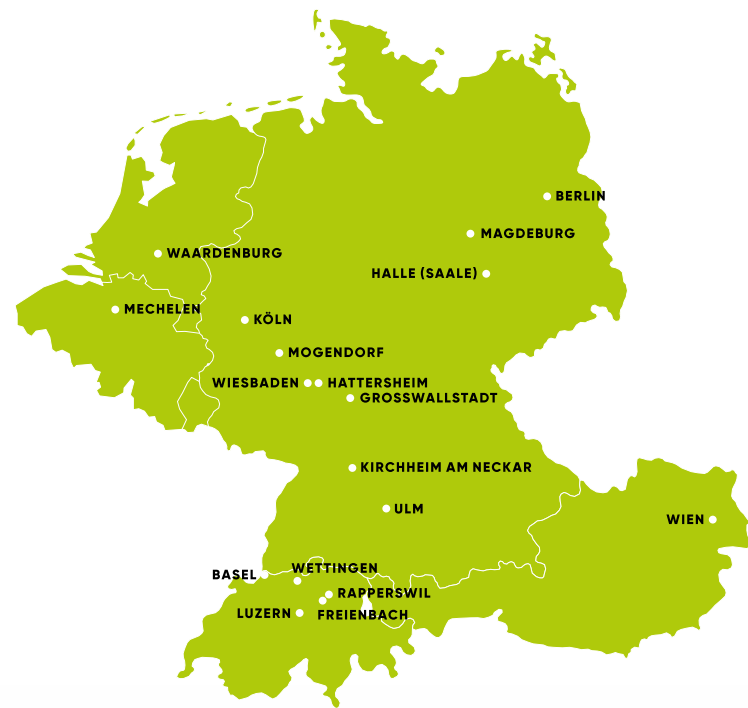 BERLIN
MAGDEBURG
WAARDENBURG
HALLE (SAALE)
MECHELEN
KÖLN
MOGENDORF
WIESBADEN
HATTERSHEIM
GROSSWALLSTADT
KIRCHHEIM AM NECKAR
ULM
WIEN
WETTINGEN
BASEL
RAPPERSWIL
LUZERN
FREIENBACH